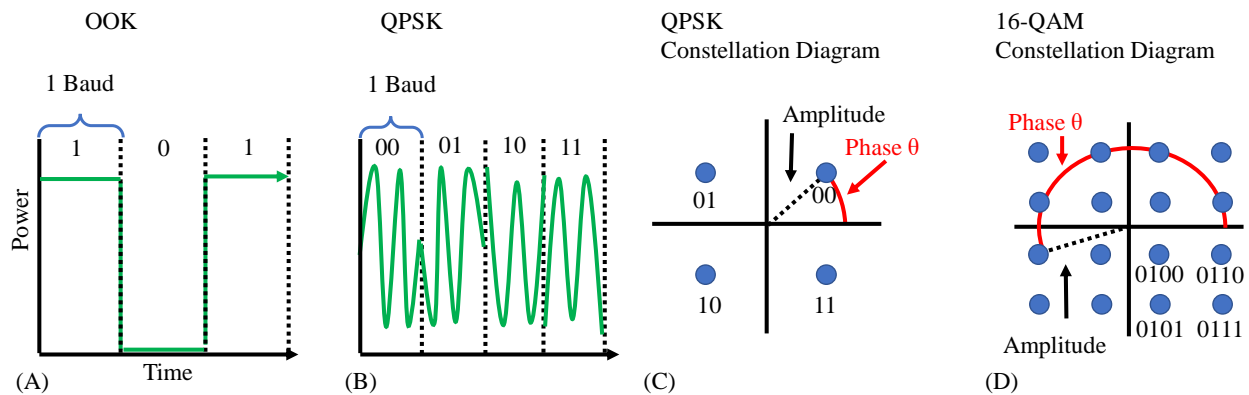 OOK
1 Baud
1 0 1
Power
Time
(A)
QPSK
1 Baud
00 01 10 11
(B)
QPSK
Constellation Diagram
Amplitude
Phase θ
01 00
10 11
(C)
16-QAM
Constellation Diagram
Phase θ
0100 0110
0101 0111
Amplitude
(D)